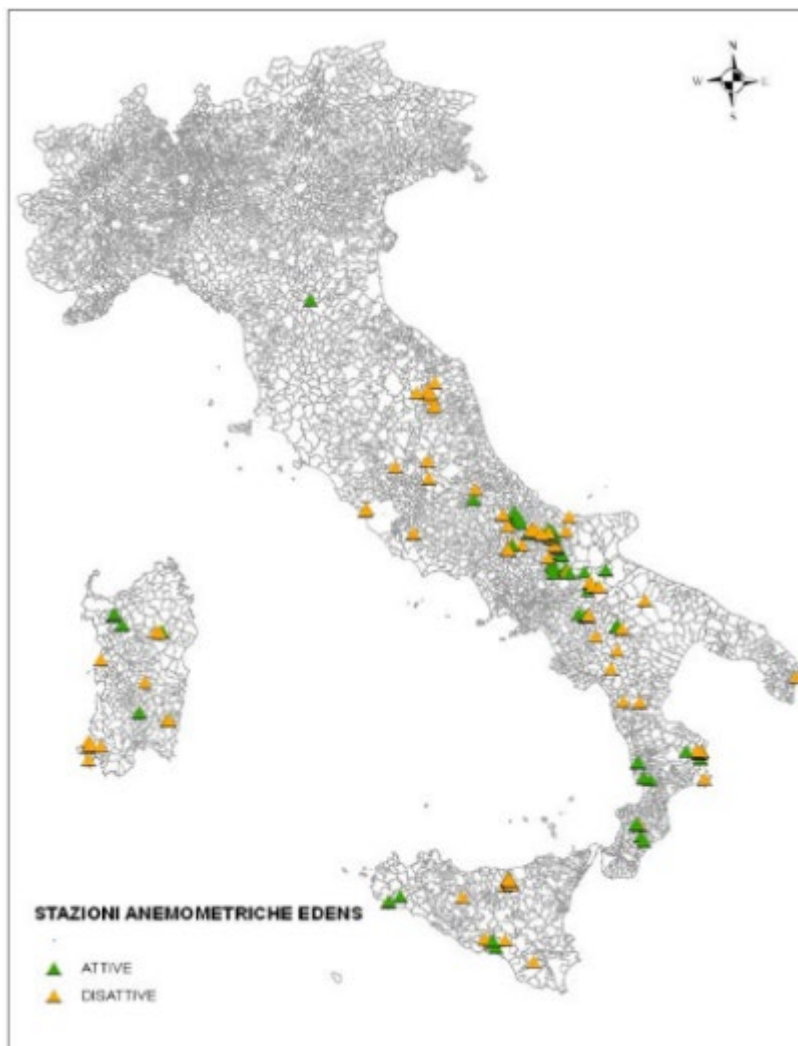 N
W E
S
STAZIONI ANEMOMETRICHE EDENS
ATTIVE
DISATTIVE